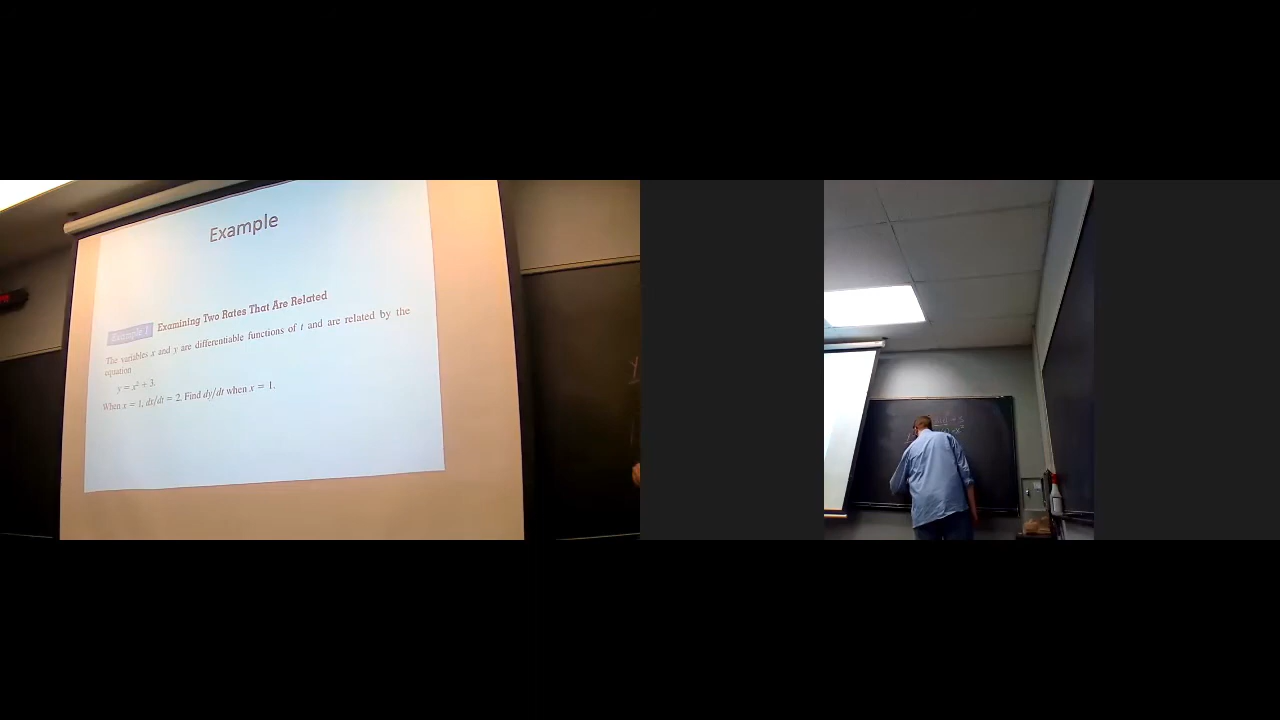 Example
Example 1 Examining Two Rates That Are Related
The variables x and y are differentiable functions of t and are related by the
equation
y = x² + 3.
When x = 1, dx/dt = 2. Find dy/dt when x = 1.